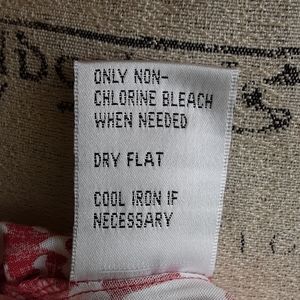 ONLY NON-
CHLORINE BLEACH
WHEN NEEDED
DRY FLAT
COOL IRON IF
NECESSARY